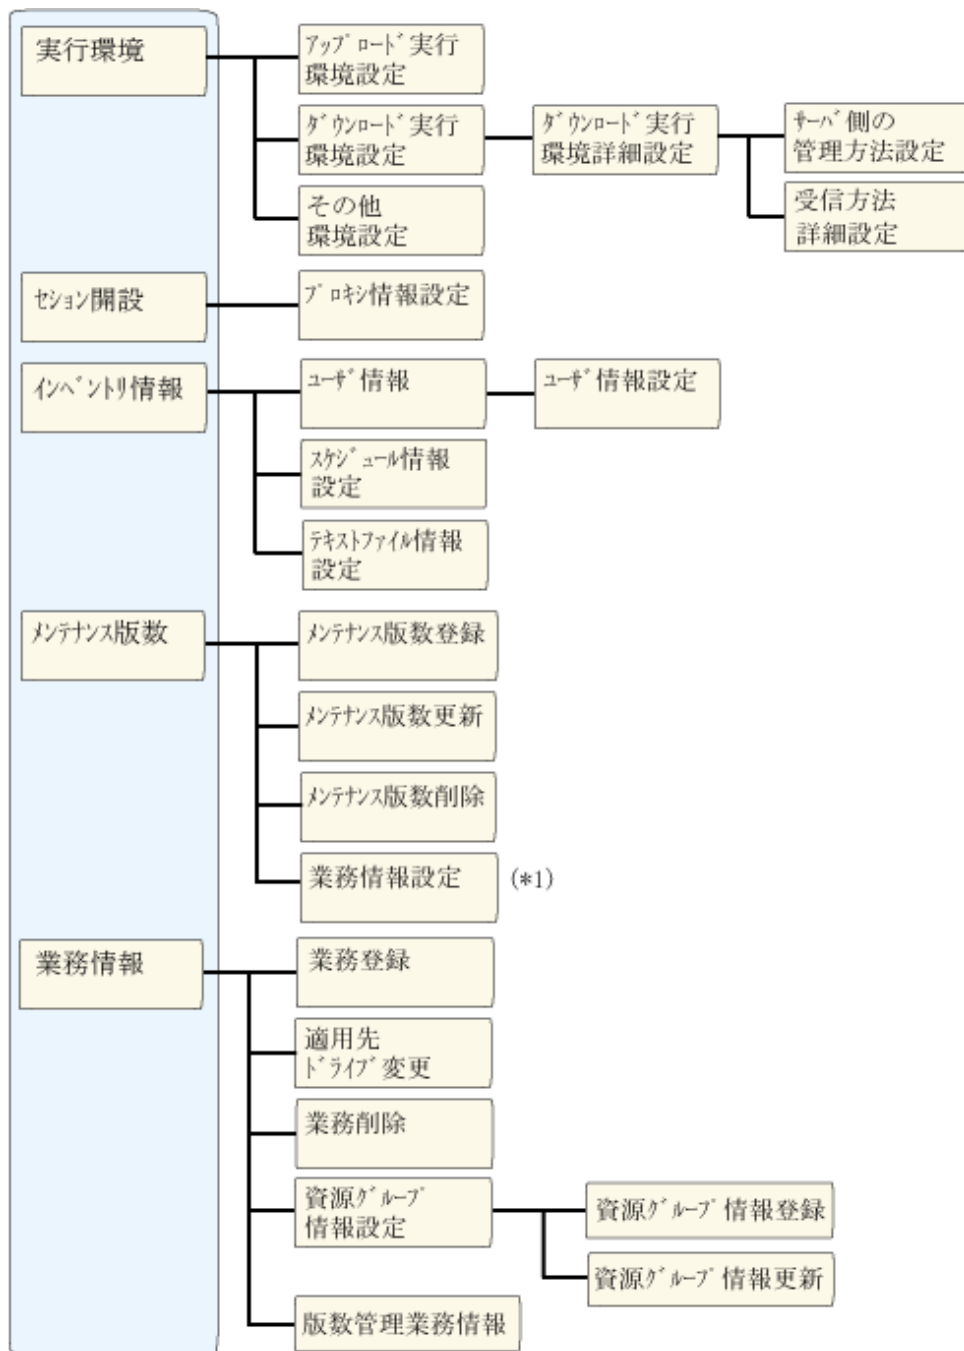 実行環境
ｱｯﾌﾟﾛｰﾄﾞ実行
環境設定
ﾀﾞｳﾝﾛｰﾄﾞ実行
環境設定
ﾀﾞｳﾝﾛｰﾄﾞ実行
環境詳細設定
ｻｰﾊﾞ側の
管理方法設定
受信方法
詳細設定
その他
環境設定
ｾｼｮﾝ開設
ﾌﾟﾛｷｼ情報設定
ｲﾝﾍﾞﾝﾄﾘ情報
ﾕｰｻﾞ情報
ﾕｰｻﾞ情報設定
ｽｹｼﾞｭｰﾙ情報
設定
ﾃｷｽﾄﾌｧｲﾙ情報
設定
ﾒﾝﾃﾅﾝｽ版数
ﾒﾝﾃﾅﾝｽ版数登録
ﾒﾝﾃﾅﾝｽ版数更新
ﾒﾝﾃﾅﾝｽ版数削除
業務情報設定 (*1)
業務情報
業務登録
適用先
ﾄﾞﾗｲﾌﾞ変更
業務削除
資源ｸﾞﾙｰﾌﾟ
情報設定
資源ｸﾞﾙｰﾌﾟ情報登録
資源ｸﾞﾙｰﾌﾟ情報更新
版数管理業務情報